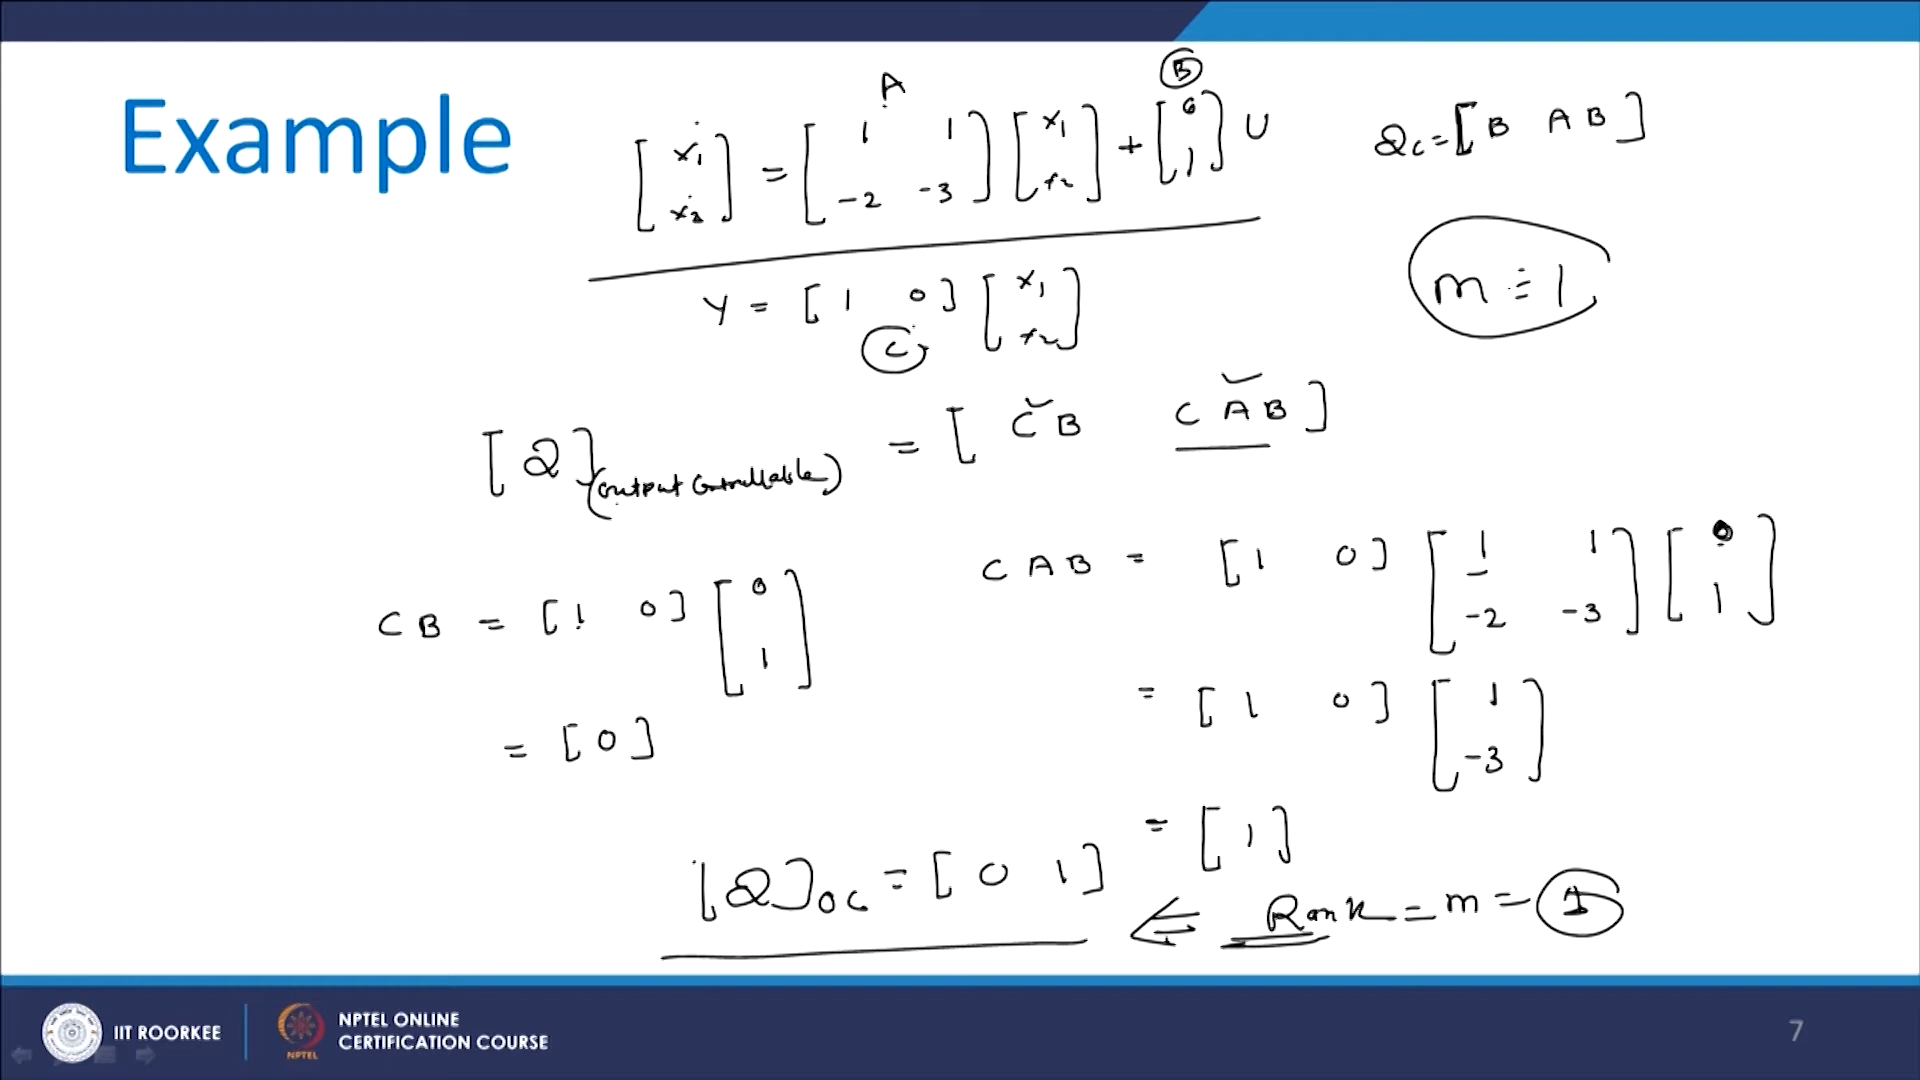 Example
[ẋ1 ẋ2] = [1 1 -2 -3] [x1 x2] + [0 1] U
A
B
Qc = [B AB]
m = 1
Y = [1 0] [x1 x2]
C
[Q](output Controllable) = [CB CAB]
CB = [1 0] [0 1]
= [0]
CAB = [1 0] [1 1 -2 -3] [0 1]
= [1 0] [1 -3]
= [1]
[Q]oc = [0 1] ⇐ Rank = m = 1
IIT ROORKEE
NPTEL
NPTEL ONLINE
CERTIFICATION COURSE
7